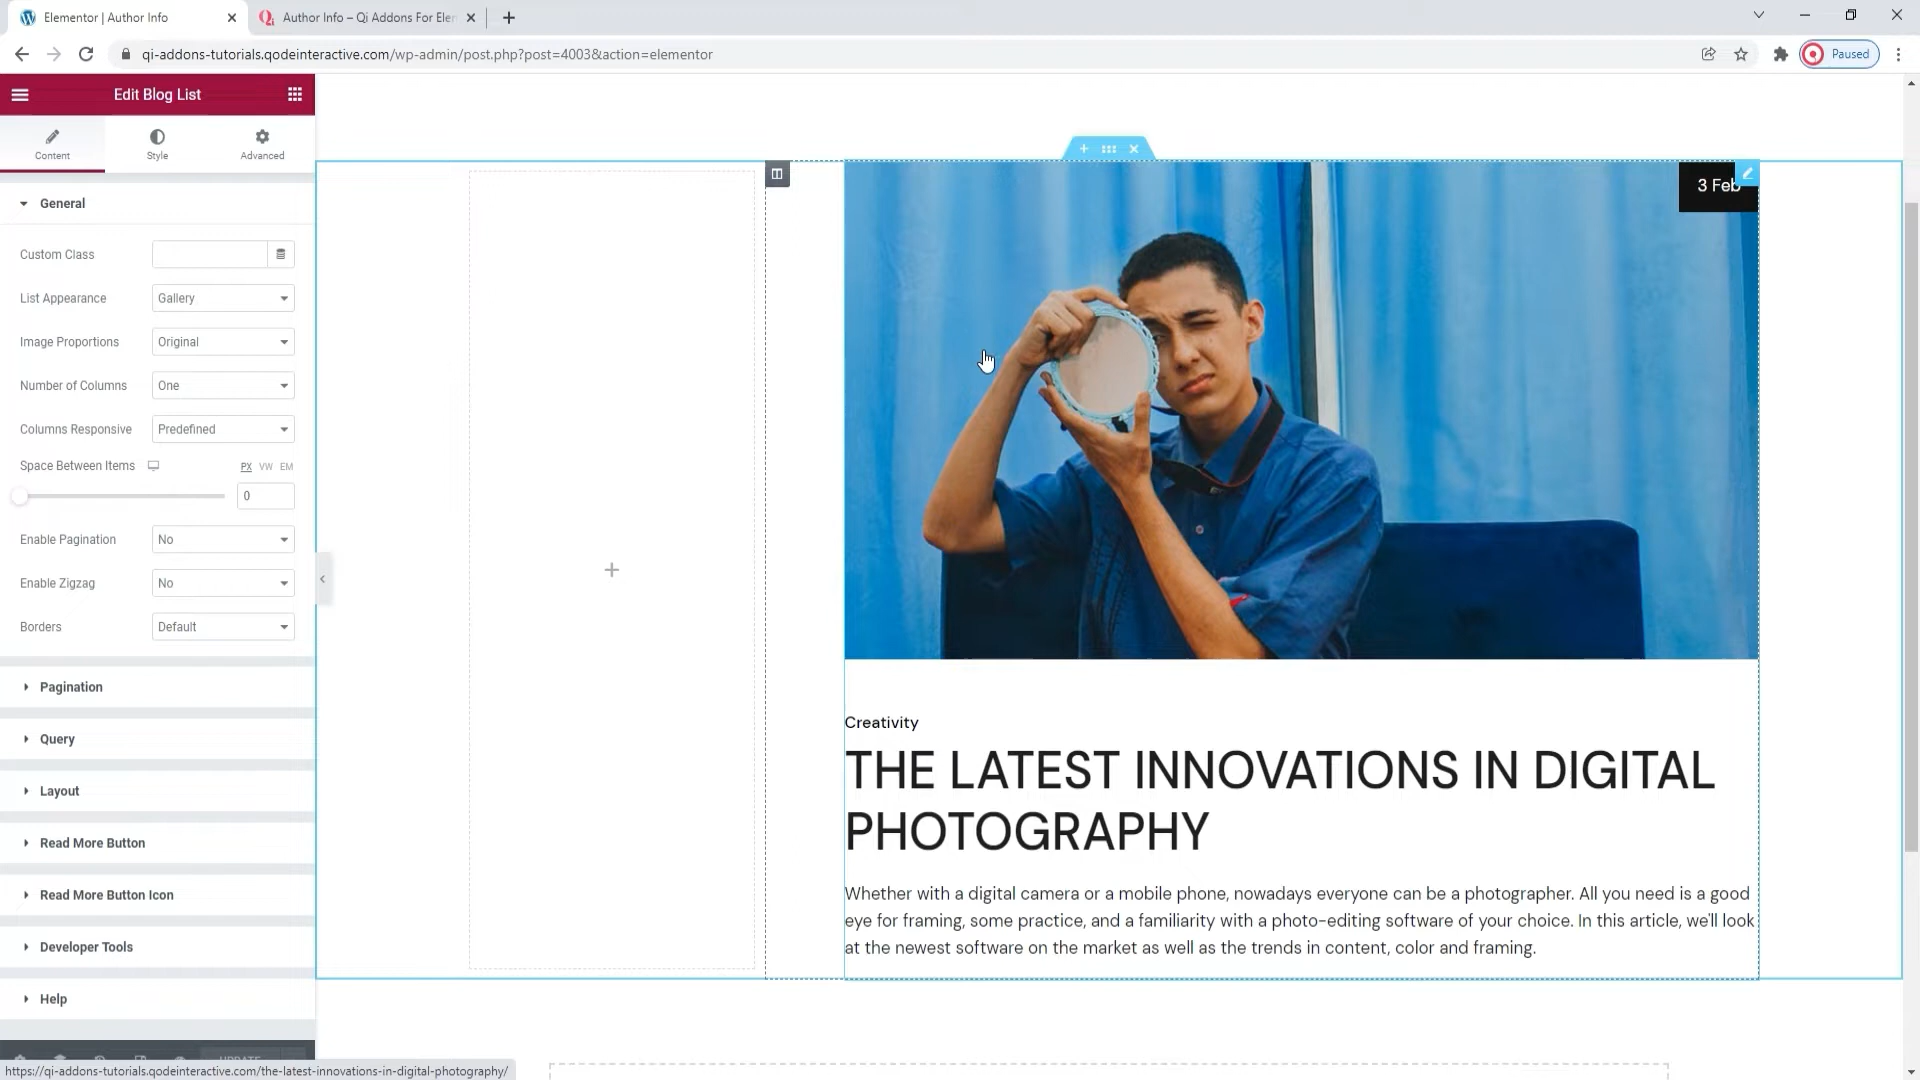 Elementor | Author Info
Author Info – Qi Addons For Elem
qi-addons-tutorials.qodeinteractive.com/wp-admin/post.php?post=4003&action=elementor
Paused
Edit Blog List
Content
Style
Advanced
General
Custom Class
List Appearance
Gallery
Image Proportions
Original
Number of Columns
One
Columns Responsive
Predefined
Space Between Items
PX VW EM
0
Enable Pagination
No
Enable Zigzag
No
Borders
Default
Pagination
Query
Layout
Read More Button
Read More Button Icon
Developer Tools
Help
UPDATE
https://qi-addons-tutorials.qodeinteractive.com/the-latest-innovations-in-digital-photography/
3 Feb
Creativity
THE LATEST INNOVATIONS IN DIGITAL
PHOTOGRAPHY
Whether with a digital camera or a mobile phone, nowadays everyone can be a photographer. All you need is a good
eye for framing, some practice, and a familiarity with a photo-editing software of your choice. In this article, we'll look
at the newest software on the market as well as the trends in content, color and framing.